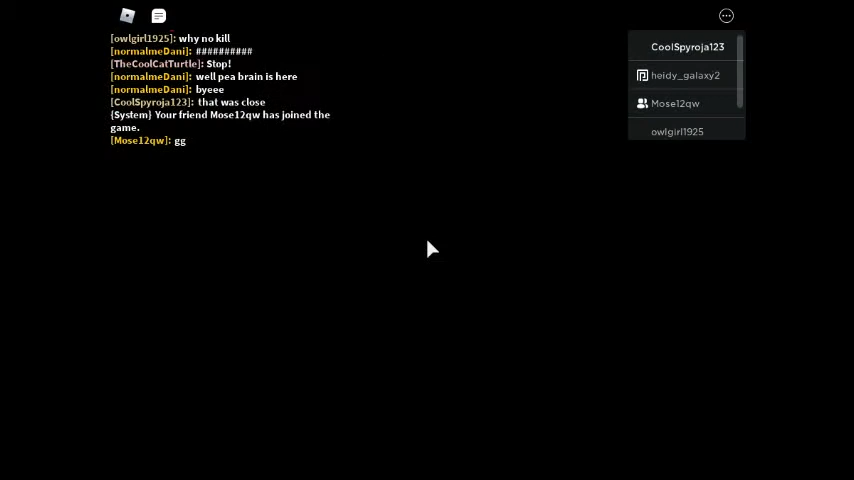 [owlgirl1925]: why no kill
[normalmeDani]: ##########
[TheCoolCatTurtle]: Stop!
[normalmeDani]: well pea brain is here
[normalmeDani]: byeee
[CoolSpyroja123]: that was close
{System} Your friend Mose12qw has joined the
game.
[Mose12qw]: gg
CoolSpyroja123
heidy_galaxy2
Mose12qw
owlgirl1925